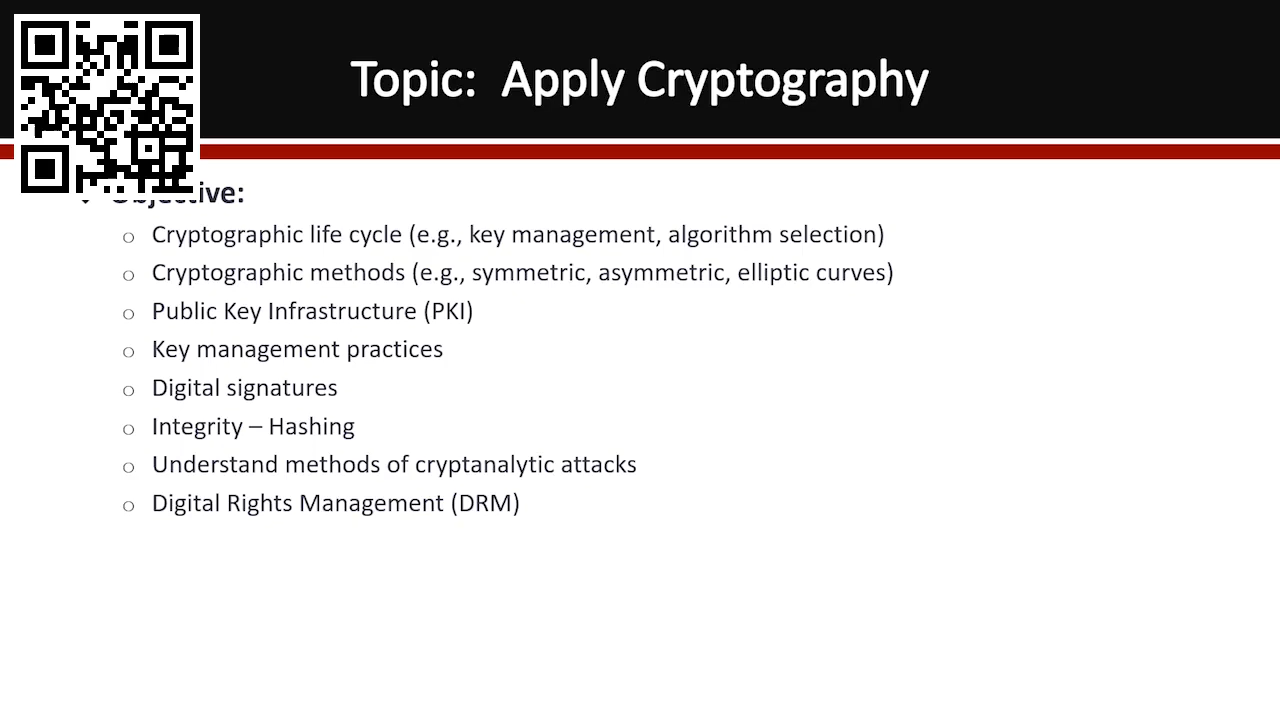 Topic:  Apply Cryptography
Objective:
○ Cryptographic life cycle (e.g., key management, algorithm selection)
○ Cryptographic methods (e.g., symmetric, asymmetric, elliptic curves)
○ Public Key Infrastructure (PKI)
○ Key management practices
○ Digital signatures
○ Integrity – Hashing
○ Understand methods of cryptanalytic attacks
○ Digital Rights Management (DRM)